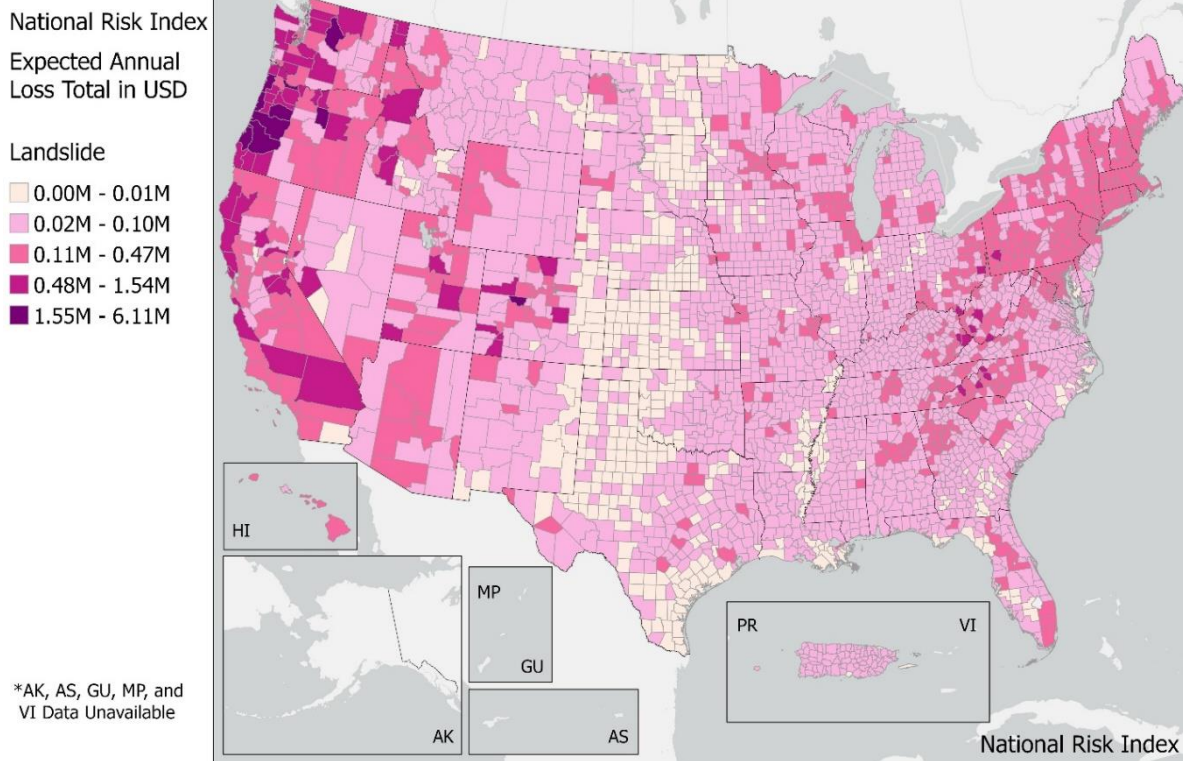 National Risk Index
Expected Annual
Loss Total in USD
Landslide
0.00M - 0.01M
0.02M - 0.10M
0.11M - 0.47M
0.48M - 1.54M
1.55M - 6.11M
*AK, AS, GU, MP, and
VI Data Unavailable
HI
AK
MP
GU
AS
PR
VI
National Risk Index